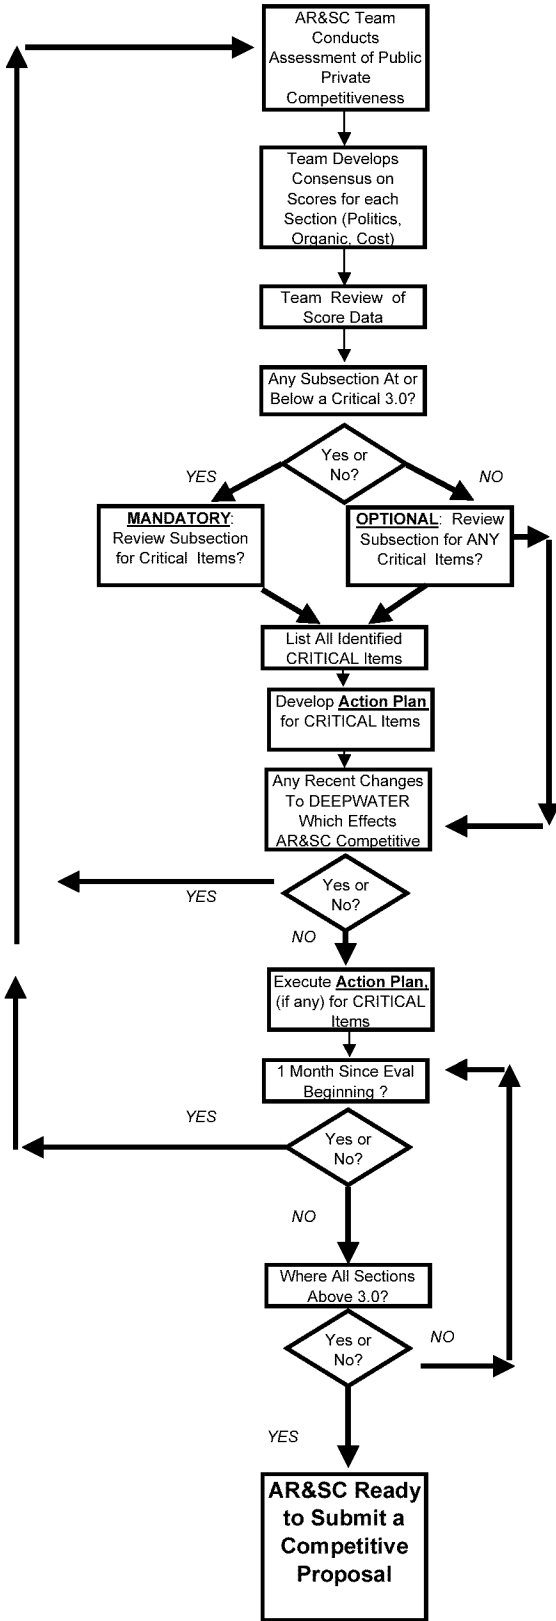 AR&SC Team
Conducts
Assessment of Public
Private
Competitiveness
Team Develops
Consensus on
Scores for each
Section (Politics,
Organic, Cost)
Team Review of
Score Data
Any Subsection At or
Below a Critical 3.0?
Yes or
No?
YES
NO
MANDATORY:
Review Subsection
for Critical Items?
OPTIONAL: Review
Subsection for ANY
Critical Items?
List All Identified
CRITICAL Items
Develop Action Plan
for CRITICAL Items
Any Recent Changes
To DEEPWATER
Which Effects
AR&SC Competitive
Yes or
No?
YES
NO
Execute Action Plan,
(if any) for CRITICAL
Items
1 Month Since Eval
Beginning ?
YES
Yes or
No?
NO
Where All Sections
Above 3.0?
Yes or
No?
NO
YES
AR&SC Ready
to Submit a
Competitive
Proposal